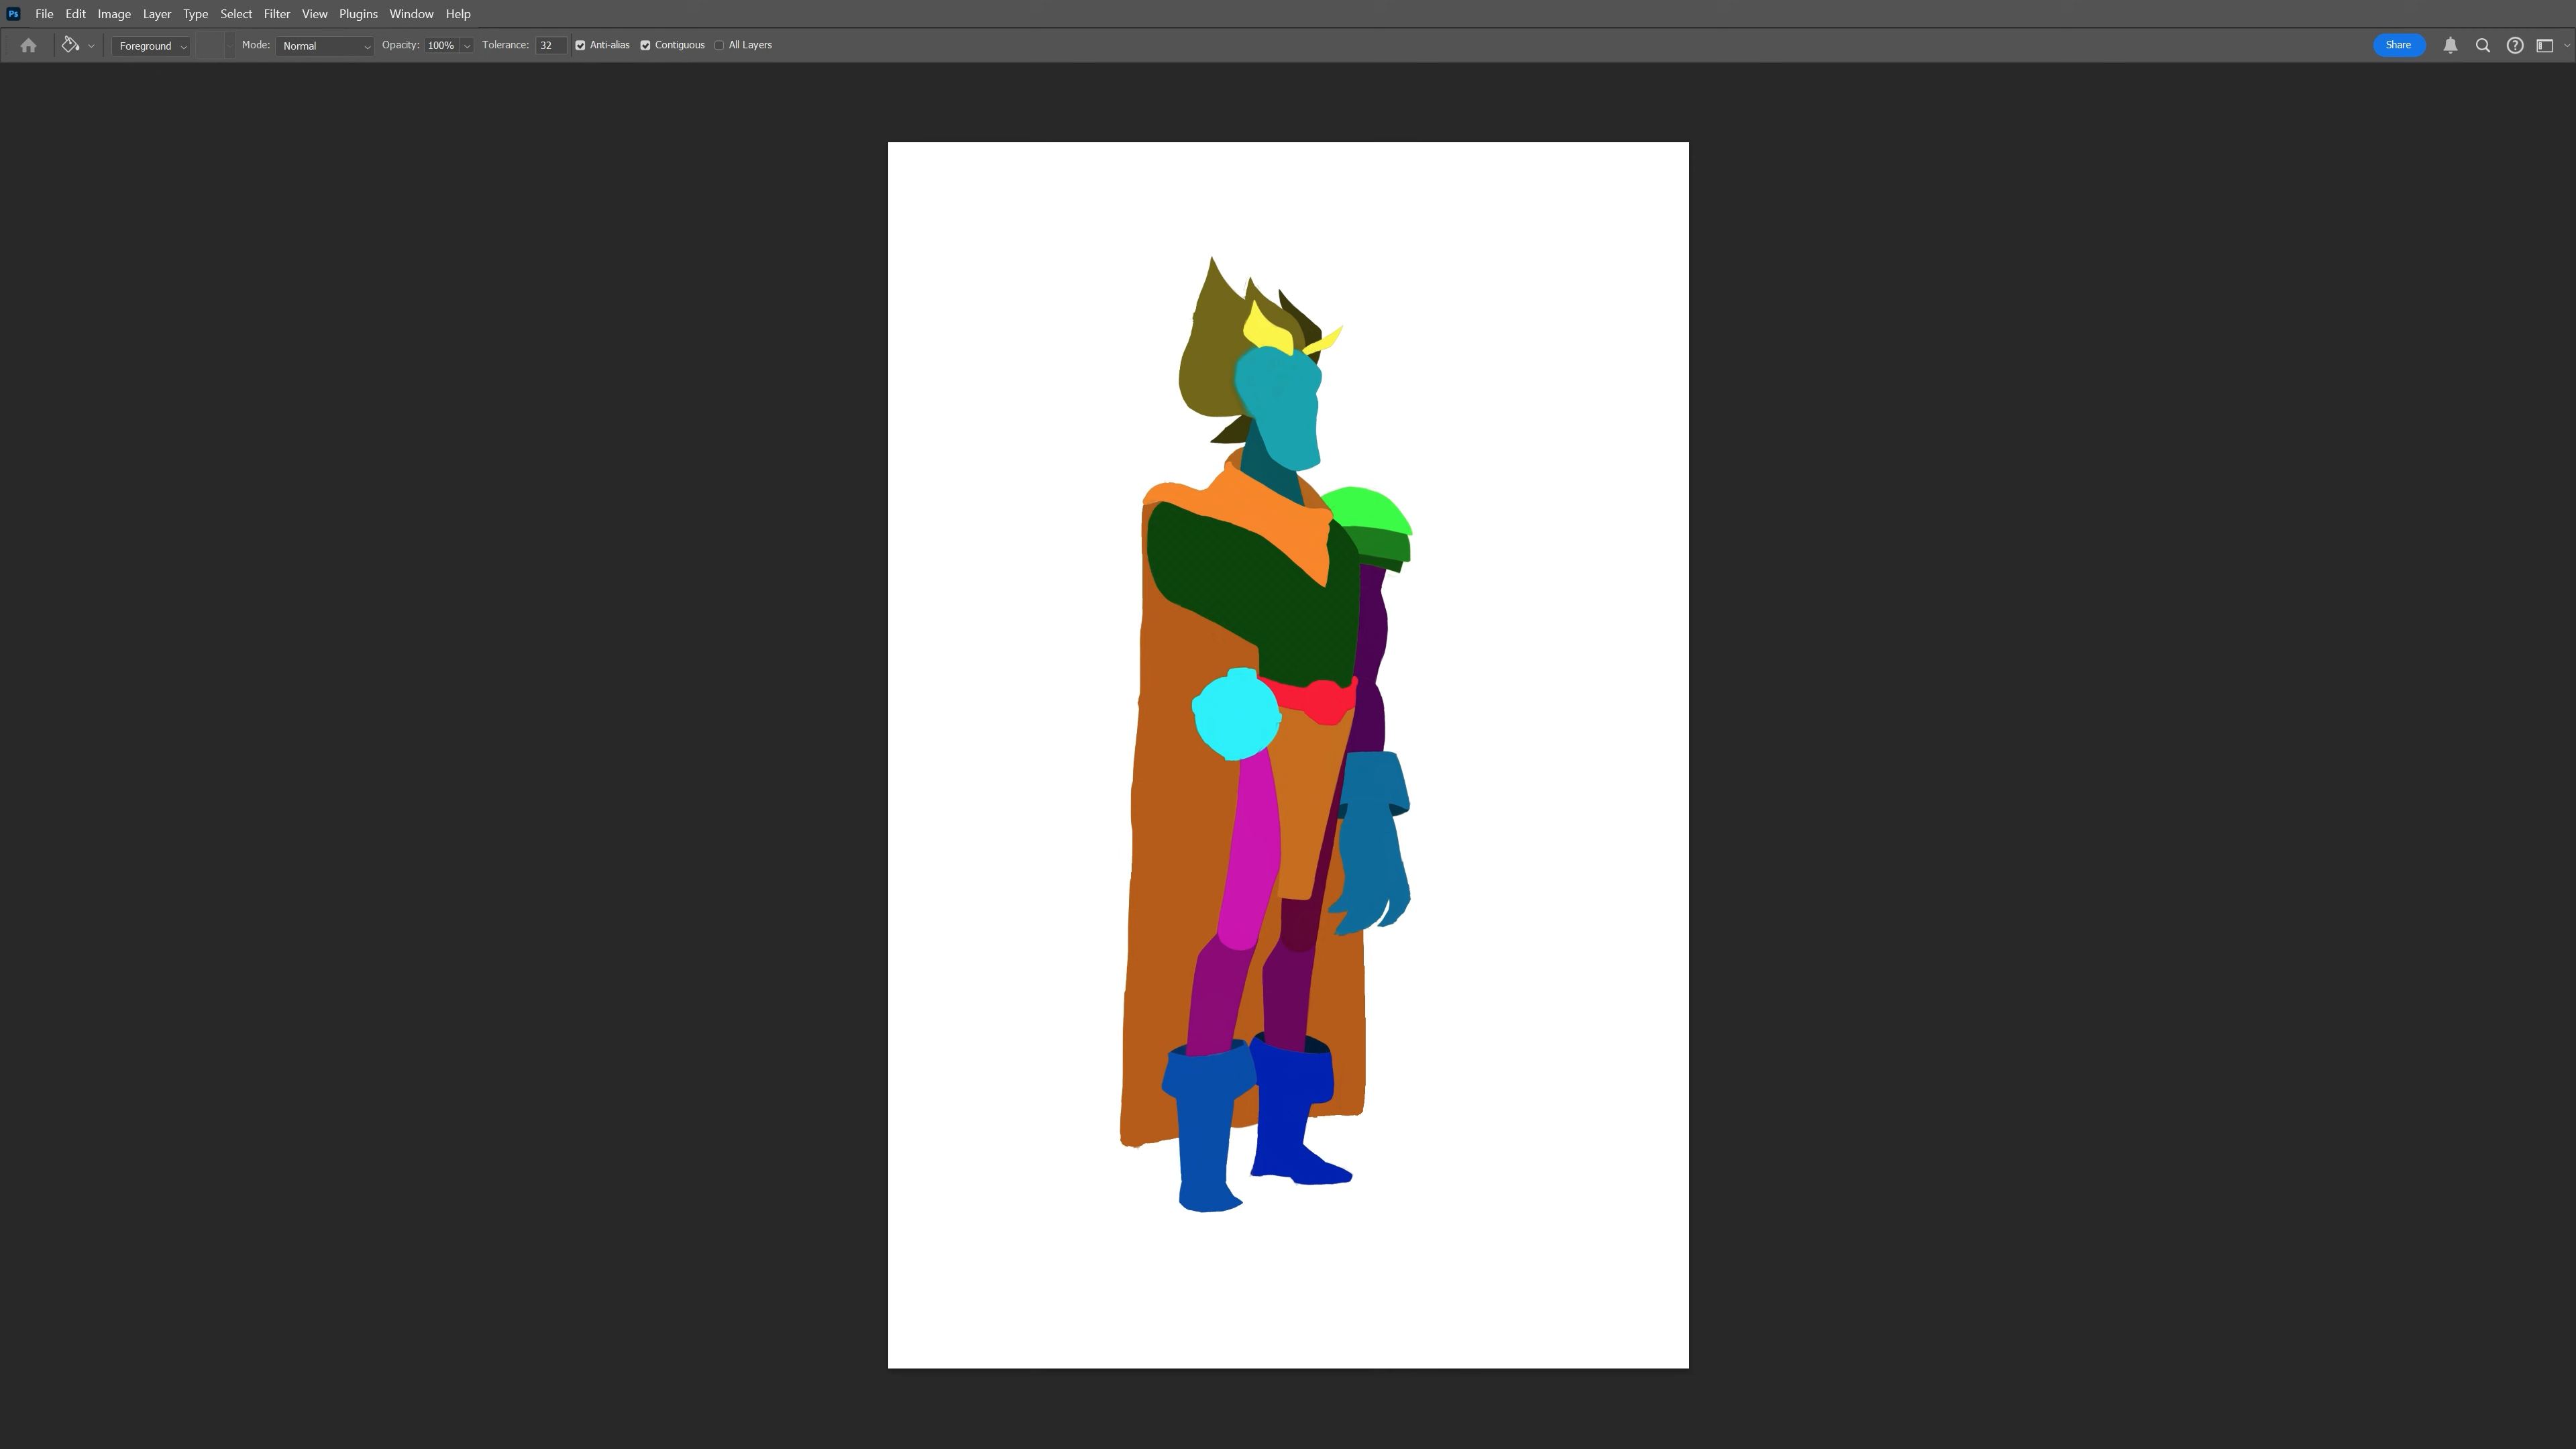 Ps File Edit Image Layer Type Select Filter View Plugins Window Help
Foreground Mode: Normal Opacity: 100% Tolerance: 32 Anti-alias Contiguous All Layers Share